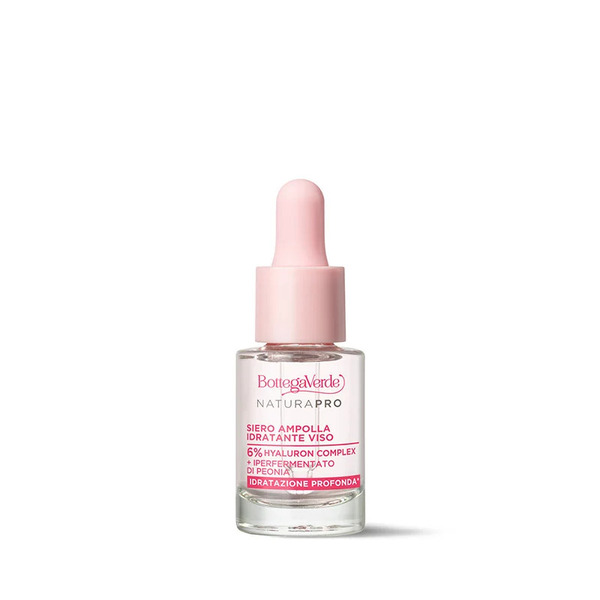 BottegaVerde
NATURAPRO
SIERO AMPOLLA
IDRATANTE VISO
6% HYALURON COMPLEX
+ IPERFERMENTATO
DI PEONIA
IDRATAZIONE PROFONDA*